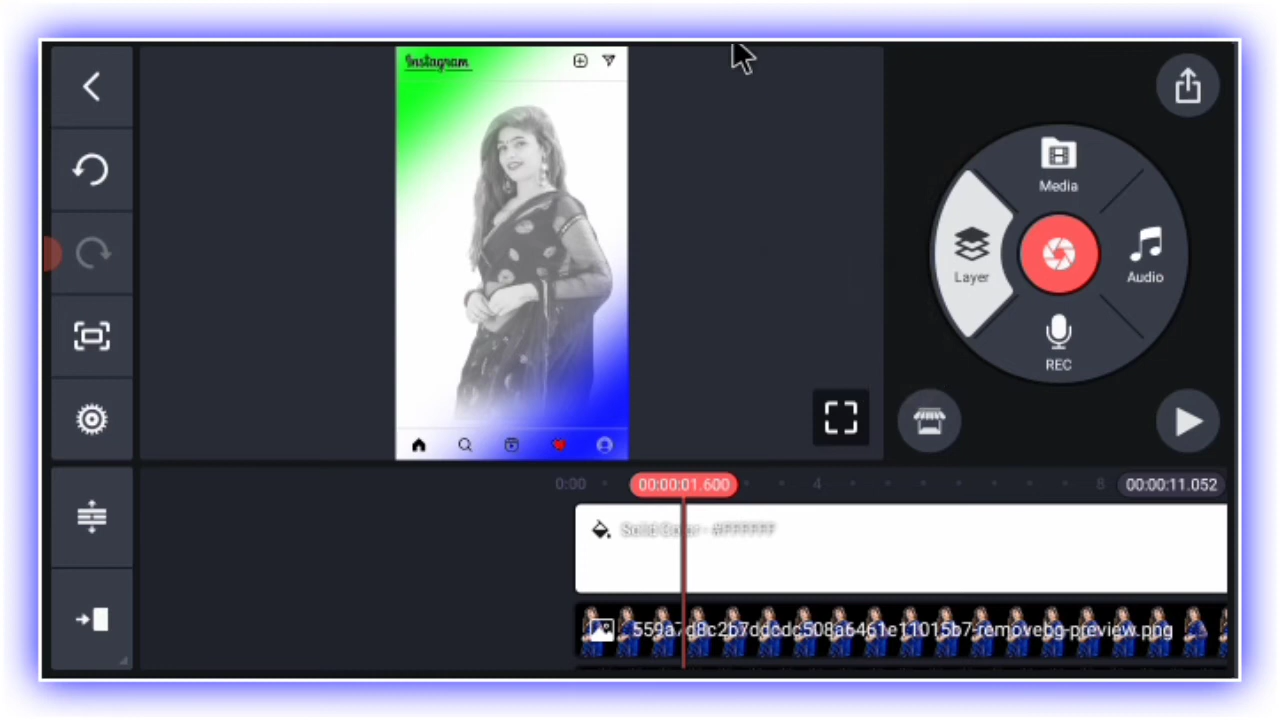 Instagram
Media
Layer
Audio
REC
0:00
00:00:01.600
4
8
00:00:11.052
Solid Color - #FFFFFF
559a7d8c2b7ddcdc508a6461e11015b7-removebg-preview.png